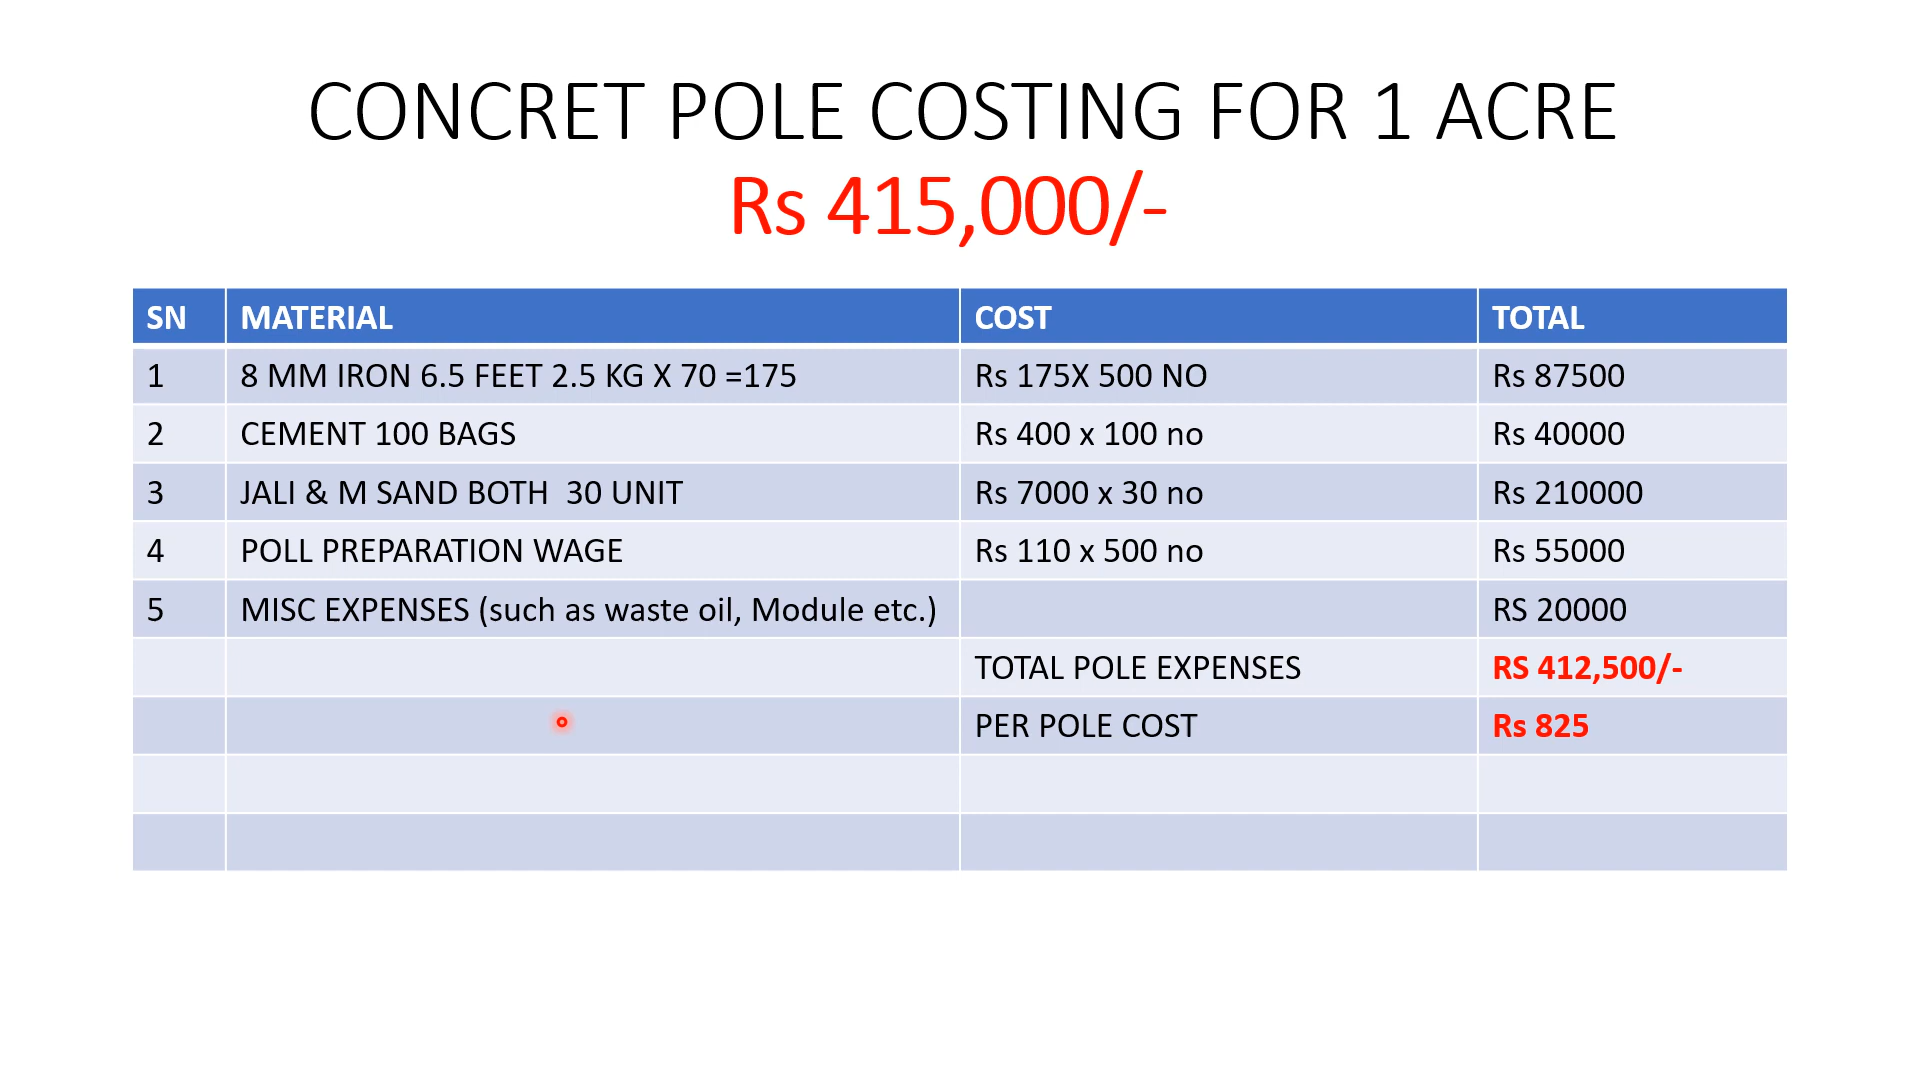 CONCRET POLE COSTING FOR 1 ACRE
Rs 415,000/-
SN MATERIAL COST TOTAL
1 8 MM IRON 6.5 FEET 2.5 KG X 70 =175 Rs 175X 500 NO Rs 87500
2 CEMENT 100 BAGS Rs 400 x 100 no Rs 40000
3 JALI & M SAND BOTH  30 UNIT Rs 7000 x 30 no Rs 210000
4 POLL PREPARATION WAGE Rs 110 x 500 no Rs 55000
5 MISC EXPENSES (such as waste oil, Module etc.) RS 20000
TOTAL POLE EXPENSES RS 412,500/-
PER POLE COST Rs 825